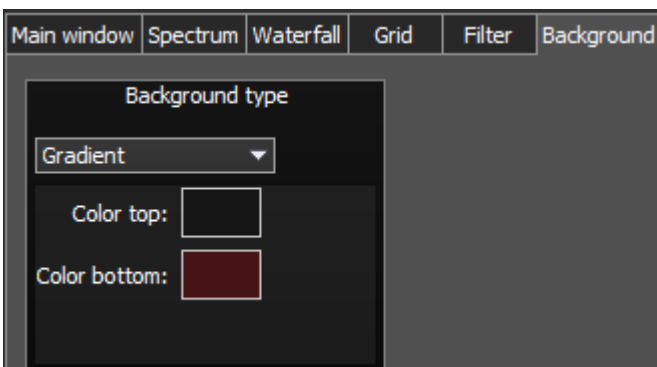 Main window Spectrum Waterfall Grid Filter Background
Background type
Gradient
Color top:
Color bottom: